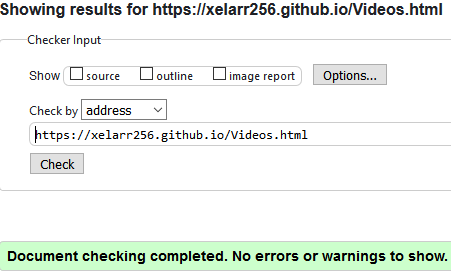 Showing results for https://xelarr256.github.io/Videos.html
Checker Input
Show source outline image report Options...
Check by address
https://xelarr256.github.io/Videos.html
Check
Document checking completed. No errors or warnings to show.